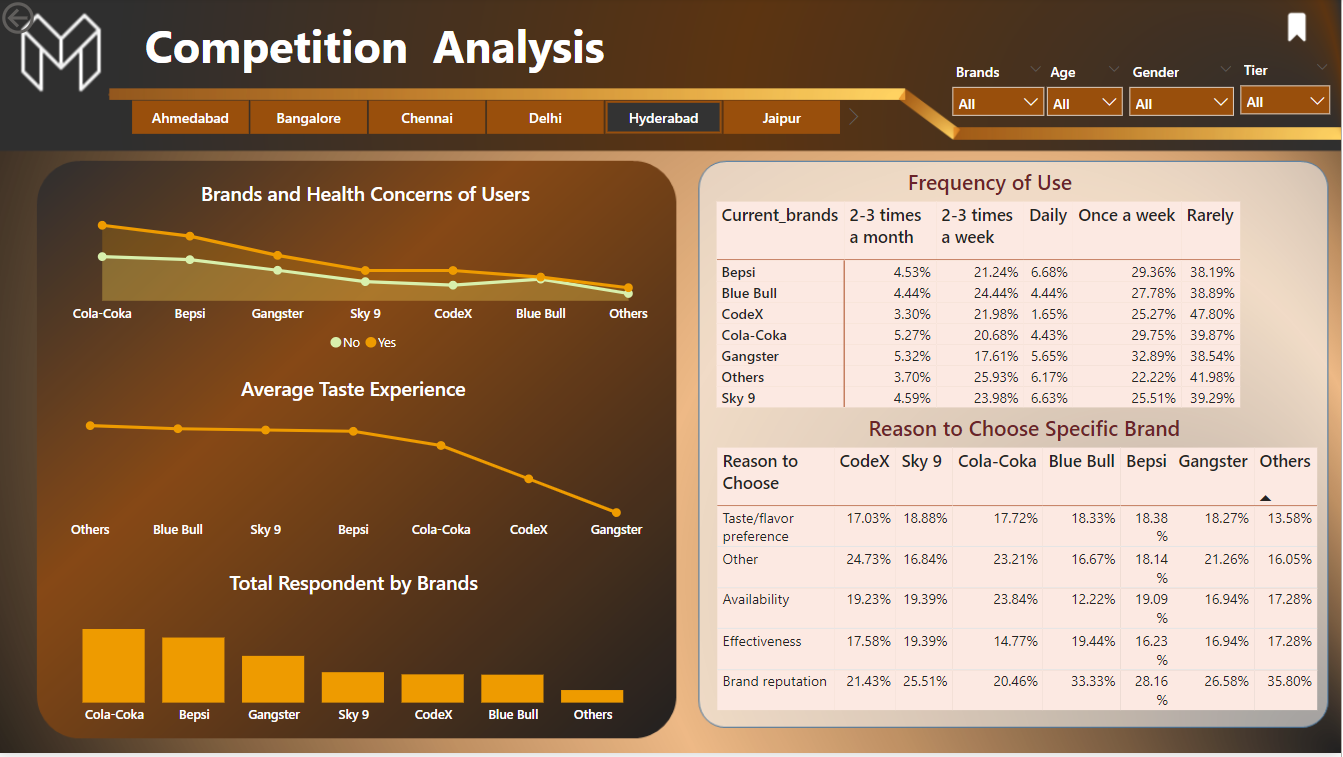 Competition Analysis
Brands Age Gender Tier
All All All All
Ahmedabad Bangalore Chennai Delhi Hyderabad Jaipur
Brands and Health Concerns of Users
Cola-Coka Bepsi Gangster Sky 9 CodeX Blue Bull Others
No Yes
Average Taste Experience
Others Blue Bull Sky 9 Bepsi Cola-Coka CodeX Gangster
Total Respondent by Brands
Cola-Coka Bepsi Gangster Sky 9 CodeX Blue Bull Others
Frequency of Use
Current_brands 2-3 times 2-3 times Daily Once a week Rarely
a month a week
Bepsi 4.53% 21.24% 6.68% 29.36% 38.19%
Blue Bull 4.44% 24.44% 4.44% 27.78% 38.89%
CodeX 3.30% 21.98% 1.65% 25.27% 47.80%
Cola-Coka 5.27% 20.68% 4.43% 29.75% 39.87%
Gangster 5.32% 17.61% 5.65% 32.89% 38.54%
Others 3.70% 25.93% 6.17% 22.22% 41.98%
Sky 9 4.59% 23.98% 6.63% 25.51% 39.29%
Reason to Choose Specific Brand
Reason to CodeX Sky 9 Cola-Coka Blue Bull Bepsi Gangster Others
Choose
Taste/flavor 17.03% 18.88% 17.72% 18.33% 18.38 18.27% 13.58%
preference %
Other 24.73% 16.84% 23.21% 16.67% 18.14 21.26% 16.05%
%
Availability 19.23% 19.39% 23.84% 12.22% 19.09 16.94% 17.28%
%
Effectiveness 17.58% 19.39% 14.77% 19.44% 16.23 16.94% 17.28%
%
Brand reputation 21.43% 25.51% 20.46% 33.33% 28.16 26.58% 35.80%
%